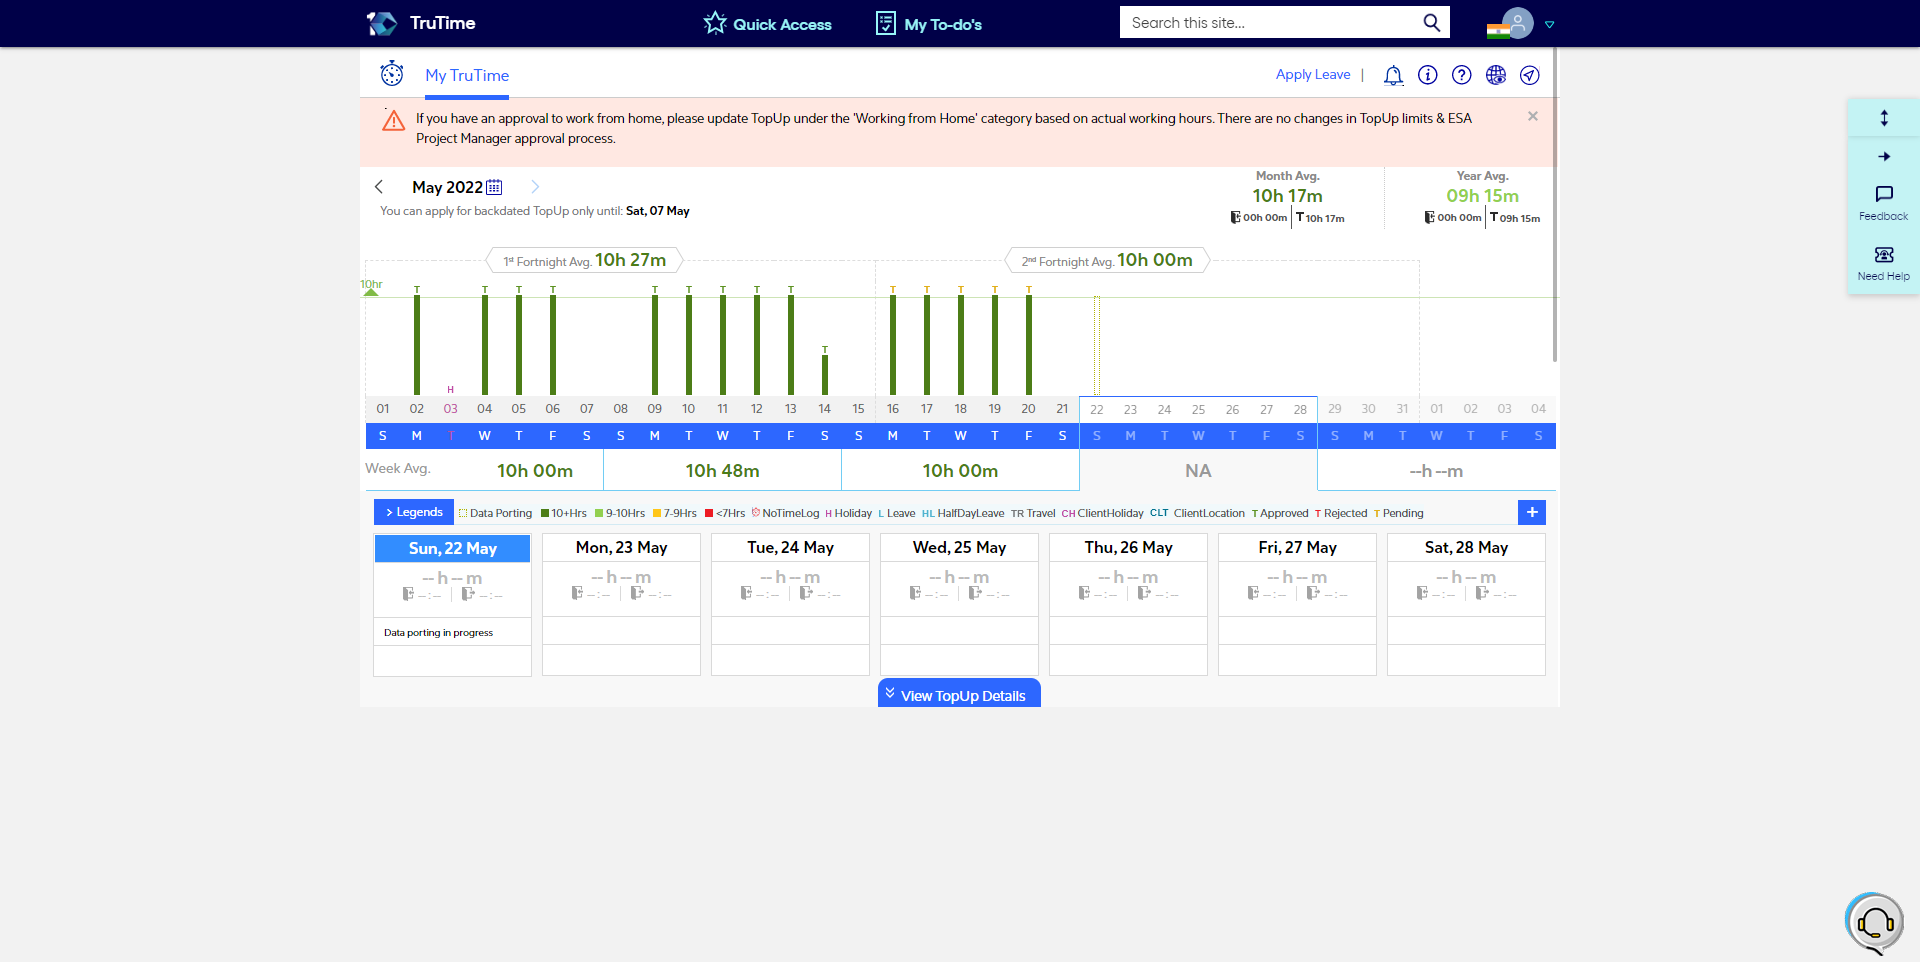 TruTime
Quick Access
My To-do's
Search this site...
My TruTime
Apply Leave |
If you have an approval to work from home, please update TopUp under the 'Working from Home' category based on actual working hours. There are no changes in TopUp limits & ESA
Project Manager approval process.
May 2022
You can apply for backdated TopUp only until: Sat, 07 May
Month Avg.
10h 17m
00h 00m T 10h 17m
Year Avg.
09h 15m
00h 00m T 09h 15m
Feedback
Need Help
1st Fortnight Avg. 10h 27m
2nd Fortnight Avg. 10h 00m
10hr
T T T T T T T T T T T T T T
T
H
01 02 03 04 05 06 07 08 09 10 11 12 13 14 15 16 17 18 19 20 21 22 23 24 25 26 27 28 29 30 31 01 02 03 04
S M T W T F S S M T W T F S S M T W T F S S M T W T F S S M T W T F S
Week Avg. 10h 00m 10h 48m 10h 00m NA --h --m
> Legends Data Porting 10+Hrs 9-10Hrs 7-9Hrs <7Hrs NoTimeLog H Holiday L Leave HL HalfDayLeave TR Travel CH ClientHoliday CLT ClientLocation T Approved T Rejected T Pending +
Sun, 22 May Mon, 23 May Tue, 24 May Wed, 25 May Thu, 26 May Fri, 27 May Sat, 28 May
-- h -- m -- h -- m -- h -- m -- h -- m -- h -- m -- h -- m -- h -- m
--:-- | --:-- --:-- | --:-- --:-- | --:-- --:-- | --:-- --:-- | --:-- --:-- | --:-- --:-- | --:--
Data porting in progress
View TopUp Details